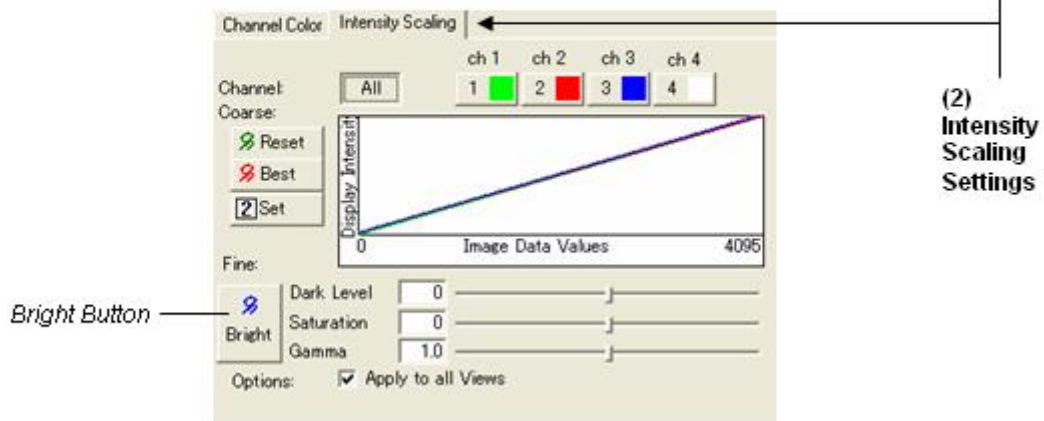 Channel Color Intensity Scaling
ch 1 ch 2 ch 3 ch 4
Channel: All 1 2 3 4
Coarse:
Reset
Best
2 Set
Display Intensit
0 Image Data Values 4095
Fine:
Bright
Dark Level 0
Saturation 0
Gamma 1.0
Options: Apply to all Views
Bright Button
(2)
Intensity
Scaling
Settings